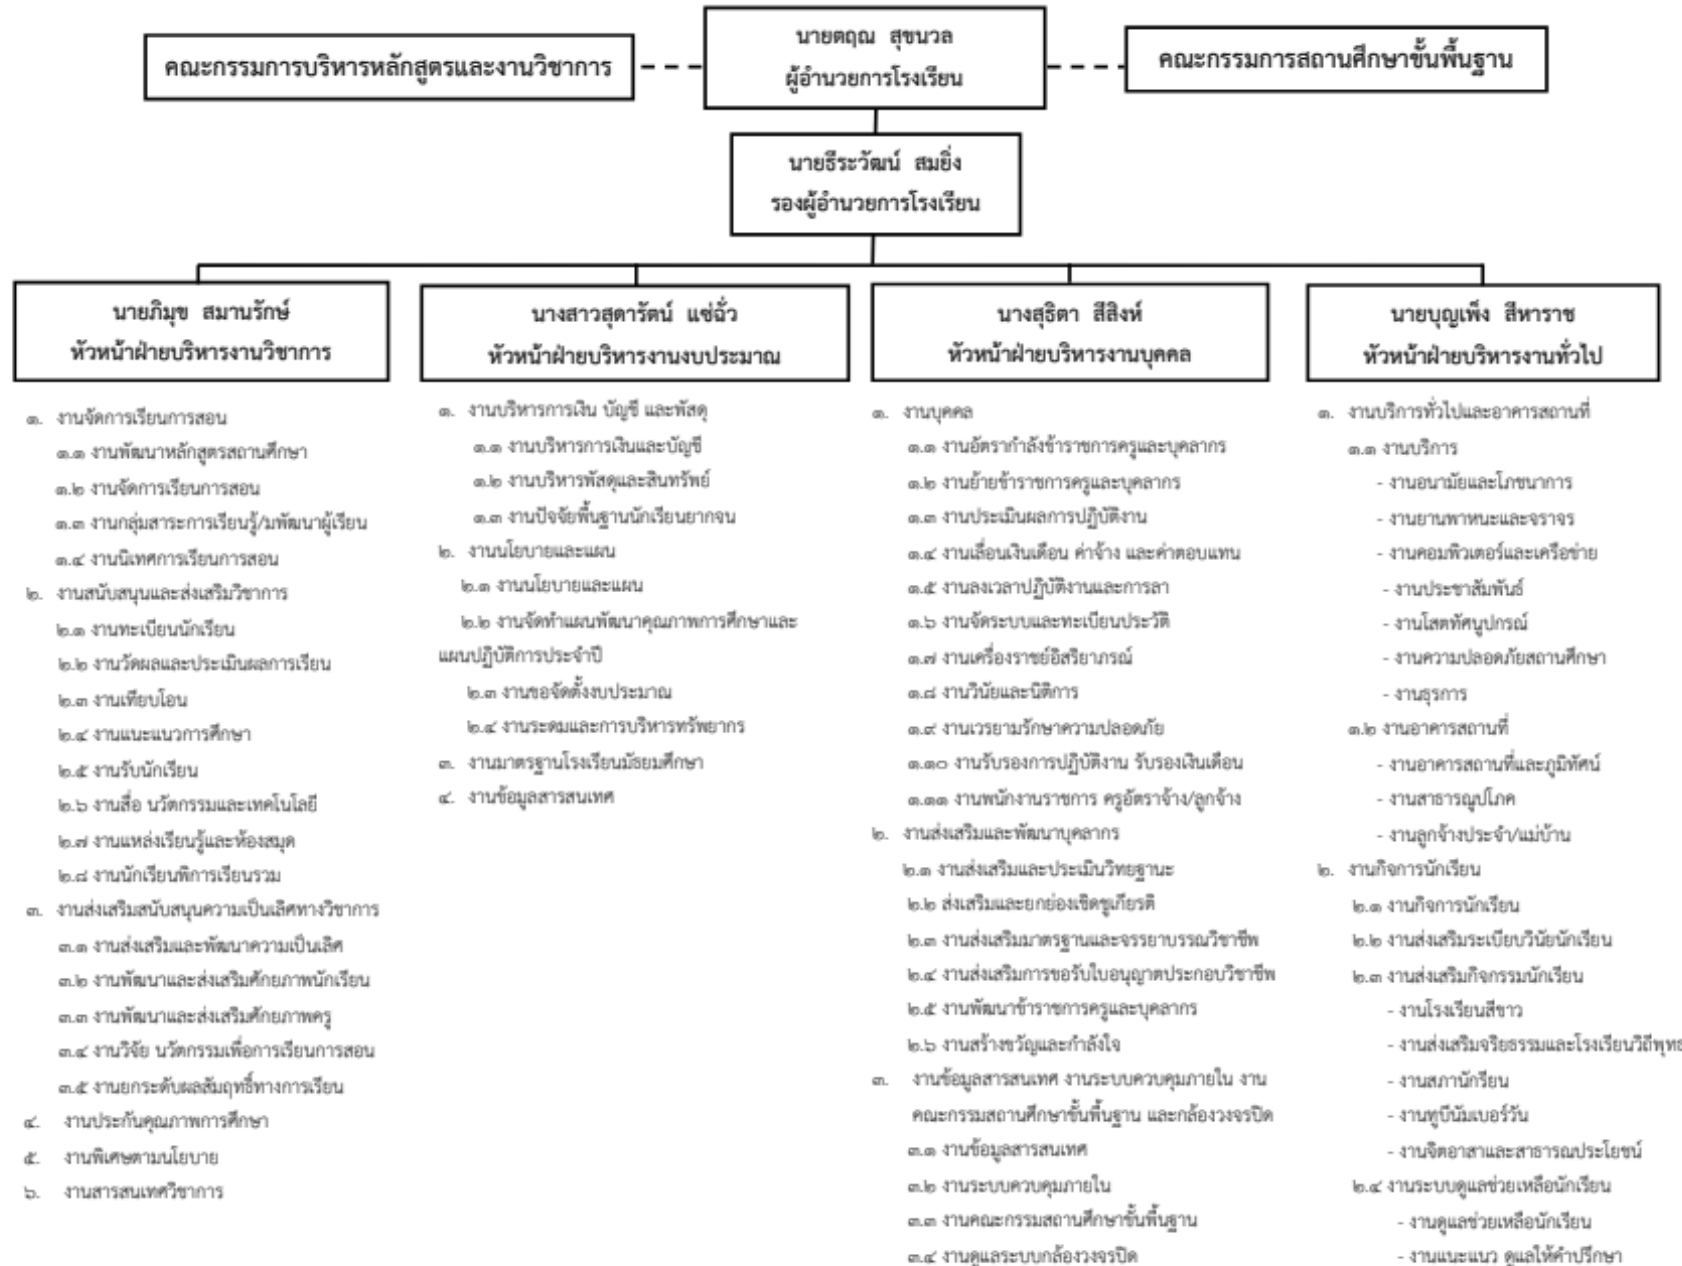 คณะกรรมการบริหารหลักสูตรและงานวิชาการ
นายตฤณ สุขนวล
ผู้อำนวยการโรงเรียน
คณะกรรมการสถานศึกษาขั้นพื้นฐาน
นายธีระวัฒน์ สมยิ่ง
รองผู้อำนวยการโรงเรียน
นายภิมุข สมานรักษ์
หัวหน้าฝ่ายบริหารงานวิชาการ
๑. งานจัดการเรียนการสอน
๑.๑ งานพัฒนาหลักสูตรสถานศึกษา
๑.๒ งานจัดการเรียนการสอน
๑.๓ งานกลุ่มสาระการเรียนรู้/มพัฒนาผู้เรียน
๑.๔ งานนิเทศการเรียนการสอน
๒. งานสนับสนุนและส่งเสริมวิชาการ
๒.๑ งานทะเบียนนักเรียน
๒.๒ งานวัดผลและประเมินผลการเรียน
๒.๓ งานเทียบโอน
๒.๔ งานแนะแนวการศึกษา
๒.๕ งานรับนักเรียน
๒.๖ งานสื่อ นวัตกรรมและเทคโนโลยี
๒.๗ งานแหล่งเรียนรู้และห้องสมุด
๒.๘ งานนักเรียนพิการเรียนรวม
๓. งานส่งเสริมสนับสนุนความเป็นเลิศทางวิชาการ
๓.๑ งานส่งเสริมและพัฒนาความเป็นเลิศ
๓.๒ งานพัฒนาและส่งเสริมศักยภาพนักเรียน
๓.๓ งานพัฒนาและส่งเสริมศักยภาพครู
๓.๔ งานวิจัย นวัตกรรมเพื่อการเรียนการสอน
๓.๕ งานยกระดับผลสัมฤทธิ์ทางการเรียน
๔. งานประกันคุณภาพการศึกษา
๕. งานพิเศษตามนโยบาย
๖. งานสารสนเทศวิชาการ
นางสาวสุดารัตน์ แซ่ฉั่ว
หัวหน้าฝ่ายบริหารงานงบประมาณ
๑. งานบริหารการเงิน บัญชี และพัสดุ
๑.๑ งานบริหารการเงินและบัญชี
๑.๒ งานบริหารพัสดุและสินทรัพย์
๑.๓ งานปัจจัยพื้นฐานนักเรียนยากจน
๒. งานนโยบายและแผน
๒.๑ งานนโยบายและแผน
๒.๒ งานจัดทำแผนพัฒนาคุณภาพการศึกษาและ
แผนปฏิบัติการประจำปี
๒.๓ งานขอจัดตั้งงบประมาณ
๒.๔ งานระดมและการบริหารทรัพยากร
๓. งานมาตรฐานโรงเรียนมัธยมศึกษา
๔. งานข้อมูลสารสนเทศ
นางสุธิตา สีสิงห์
หัวหน้าฝ่ายบริหารงานบุคคล
๑. งานบุคคล
๑.๑ งานอัตรากำลังข้าราชการครูและบุคลากร
๑.๒ งานย้ายข้าราชการครูและบุคลากร
๑.๓ งานประเมินผลการปฏิบัติงาน
๑.๔ งานเลื่อนเงินเดือน ค่าจ้าง และค่าตอบแทน
๑.๕ งานลงเวลาปฏิบัติงานและการลา
๑.๖ งานจัดระบบและทะเบียนประวัติ
๑.๗ งานเครื่องราชย์อิสริยาภรณ์
๑.๘ งานวินัยและนิติการ
๑.๙ งานเวรยามรักษาความปลอดภัย
๑.๑๐ งานรับรองการปฏิบัติงาน รับรองเงินเดือน
๑.๑๑ งานพนักงานราชการ ครูอัตราจ้าง/ลูกจ้าง
๒. งานส่งเสริมและพัฒนาบุคลากร
๒.๑ งานส่งเสริมและประเมินวิทยฐานะ
๒.๒ ส่งเสริมและยกย่องเชิดชูเกียรติ
๒.๓ งานส่งเสริมมาตรฐานและจรรยาบรรณวิชาชีพ
๒.๔ งานส่งเสริมการขอรับใบอนุญาตประกอบวิชาชีพ
๒.๕ งานพัฒนาข้าราชการครูและบุคลากร
๒.๖ งานสร้างขวัญและกำลังใจ
๓. งานข้อมูลสารสนเทศ งานระบบควบคุมภายใน งาน
คณะกรรมสถานศึกษาขั้นพื้นฐาน และกล้องวงจรปิด
๓.๑ งานข้อมูลสารสนเทศ
๓.๒ งานระบบควบคุมภายใน
๓.๓ งานคณะกรรมสถานศึกษาขั้นพื้นฐาน
๓.๔ งานดูแลระบบกล้องวงจรปิด
นายบุญเพ็ง สีหาราช
หัวหน้าฝ่ายบริหารงานทั่วไป
๑. งานบริการทั่วไปและอาคารสถานที่
๑.๑ งานบริการ
- งานอนามัยและโภชนาการ
- งานยานพาหนะและจราจร
- งานคอมพิวเตอร์และเครือข่าย
- งานประชาสัมพันธ์
- งานโสตทัศนูปกรณ์
- งานความปลอดภัยสถานศึกษา
- งานธุรการ
๑.๒ งานอาคารสถานที่
- งานอาคารสถานที่และภูมิทัศน์
- งานสาธารณูปโภค
- งานลูกจ้างประจำ/แม่บ้าน
๒. งานกิจการนักเรียน
๒.๑ งานกิจการนักเรียน
๒.๒ งานส่งเสริมระเบียบวินัยนักเรียน
๒.๓ งานส่งเสริมกิจกรรมนักเรียน
- งานโรงเรียนสีขาว
- งานส่งเสริมจริยธรรมและโรงเรียนวิถีพุทธ
- งานสภานักเรียน
- งานทูบีนัมเบอร์วัน
- งานจิตอาสาและสาธารณประโยชน์
๒.๔ งานระบบดูแลช่วยเหลือนักเรียน
- งานดูแลช่วยเหลือนักเรียน
- งานแนะแนว ดูแลให้คำปรึกษา